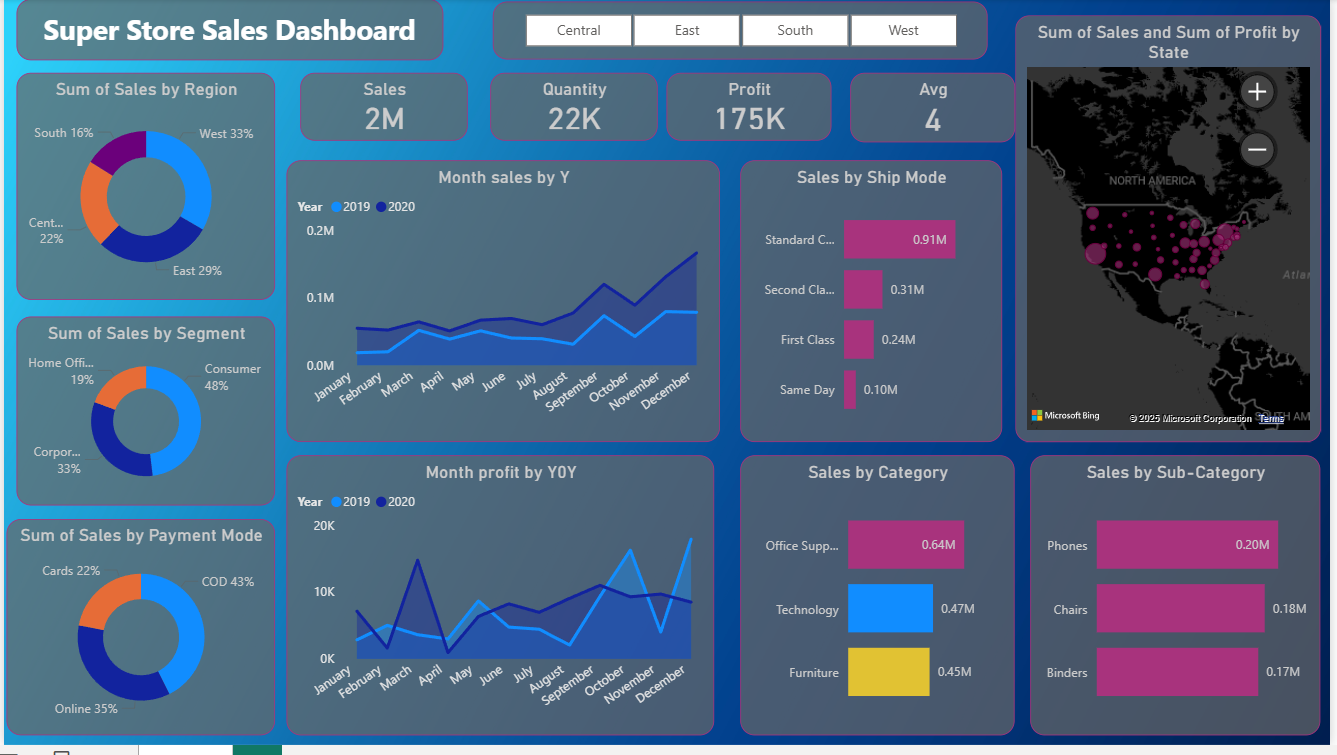 Super Store Sales Dashboard
Central
East
South
West
Sum of Sales and Sum of Profit by
State
NORTH AMERICA
Atlan
Microsoft Bing
© 2025 Microsoft Corporation
Terms
SOUTH AM
Sum of Sales by Region
South 16%
West 33%
Cent...
22%
East 29%
Sales
2M
Quantity
22K
Profit
175K
Avg
4
Month sales by Y
Year 2019 2020
0.2M
0.1M
0.0M
January
February
March
April
May
June
July
August
September
October
November
December
Sales by Ship Mode
Standard C... 0.91M
Second Cla... 0.31M
First Class 0.24M
Same Day 0.10M
Sum of Sales by Segment
Home Offi...
19%
Consumer
48%
Corpor...
33%
Month profit by Y0Y
Year 2019 2020
20K
10K
0K
January
February
March
April
May
June
July
August
September
October
November
December
Sales by Category
Office Supp... 0.64M
Technology 0.47M
Furniture 0.45M
Sales by Sub-Category
Phones 0.20M
Chairs 0.18M
Binders 0.17M
Sum of Sales by Payment Mode
Cards 22%
COD 43%
Online 35%